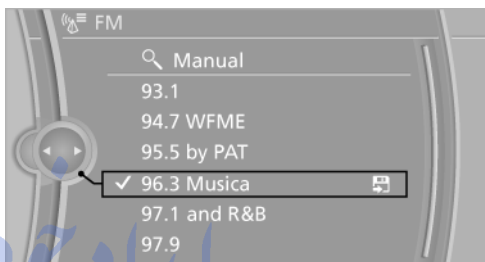 FM
Manual
93.1
94.7 WFME
95.5 by PAT
96.3 Musica
97.1 and R&B
97.9